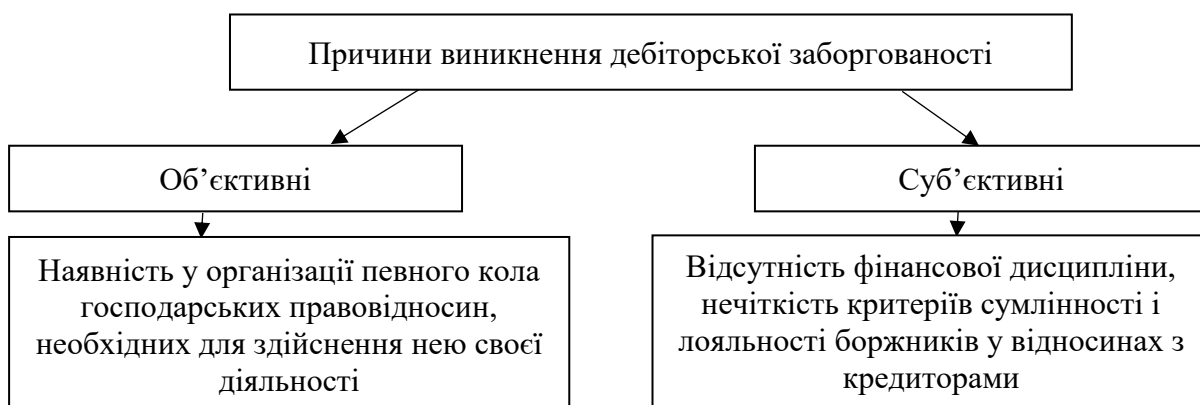 Причини виникнення дебіторської заборгованості
Об’єктивні
Суб’єктивні
Наявність у організації певного кола
господарських правовідносин,
необхідних для здійснення нею своєї
діяльності
Відсутність фінансової дисципліни,
нечіткість критеріїв сумлінності і
лояльності боржників у відносинах з
кредиторами